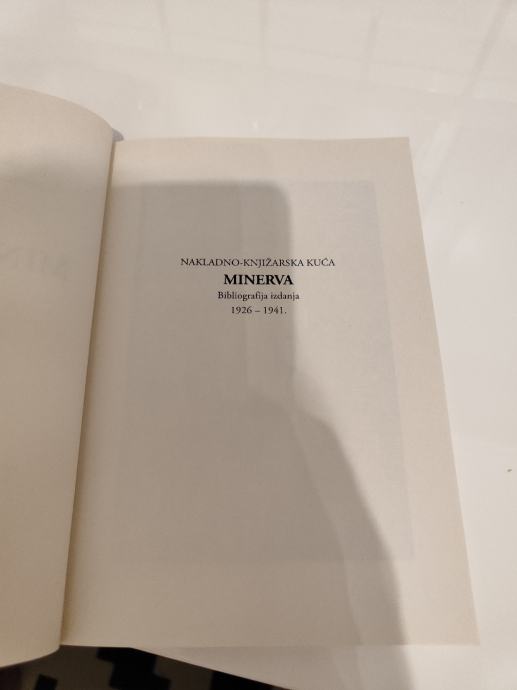 NAKLADNO-KNJIŽARSKA KUĆA
MINERVA
Bibliografija izdanja
1926 – 1941.